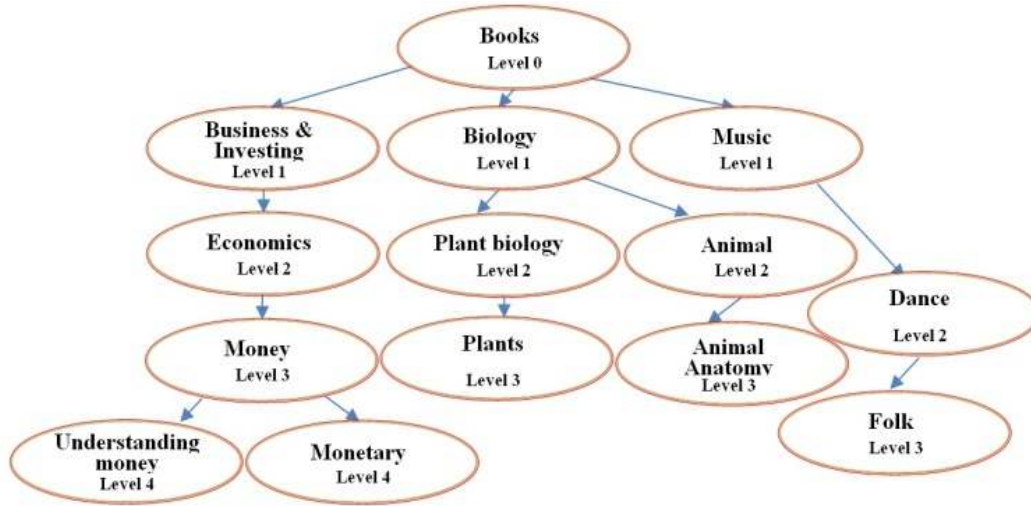 Books
Level 0
Business &
Investing
Level 1
Biology
Level 1
Music
Level 1
Economics
Level 2
Plant biology
Level 2
Animal
Level 2
Dance
Level 2
Money
Level 3
Plants
Level 3
Animal
Anatomy
Level 3
Folk
Level 3
Understanding
money
Level 4
Monetary
Level 4